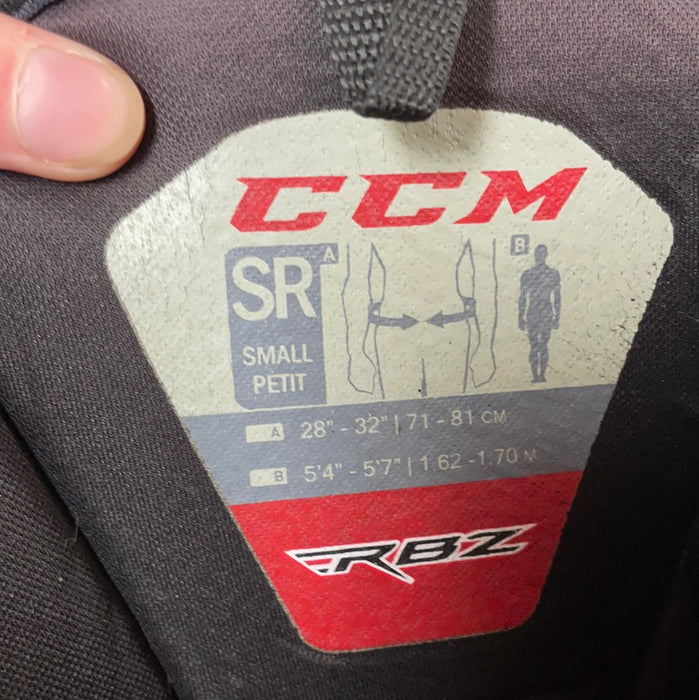 CCM
SR
A
B
SMALL
PETIT
A 28" - 32" | 71 - 81 CM
B 5'4" - 5'7" | 1.62 -1.70 M
RBZ